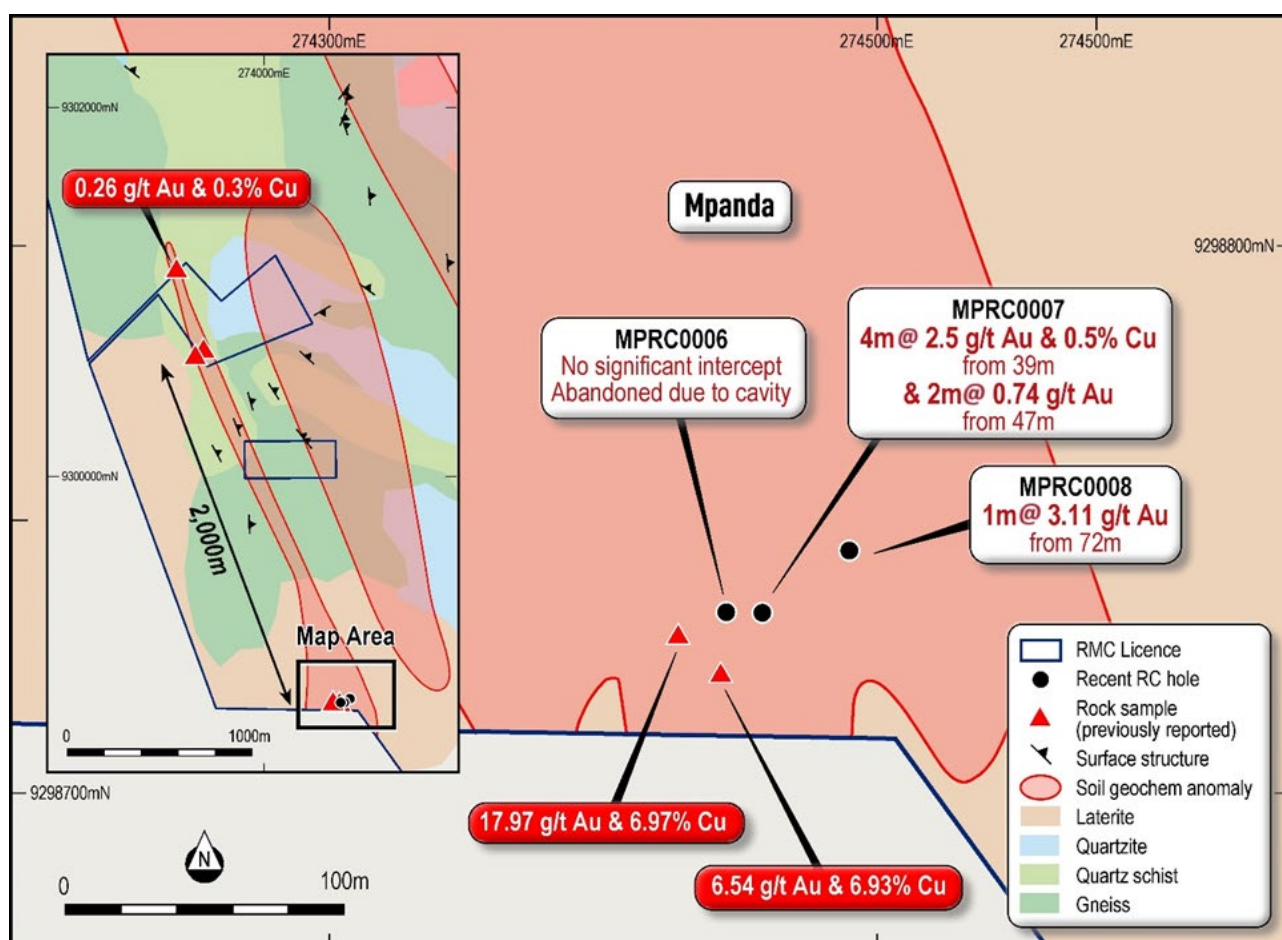 274300mE
274500mE
274500mE
274000mE
9302000mN
0.26 g/t Au & 0.3% Cu
9300000mN
2,000m
Map Area
0
1000m
Mpanda
9298800mN
MPRC0006
No significant intercept
Abandoned due to cavity
MPRC0007
4m@ 2.5 g/t Au & 0.5% Cu
from 39m
& 2m@ 0.74 g/t Au
from 47m
MPRC0008
1m@ 3.11 g/t Au
from 72m
9298700mN
17.97 g/t Au & 6.97% Cu
6.54 g/t Au & 6.93% Cu
N
0
100m
RMC Licence
Recent RC hole
Rock sample
(previously reported)
Surface structure
Soil geochem anomaly
Laterite
Quartzite
Quartz schist
Gneiss